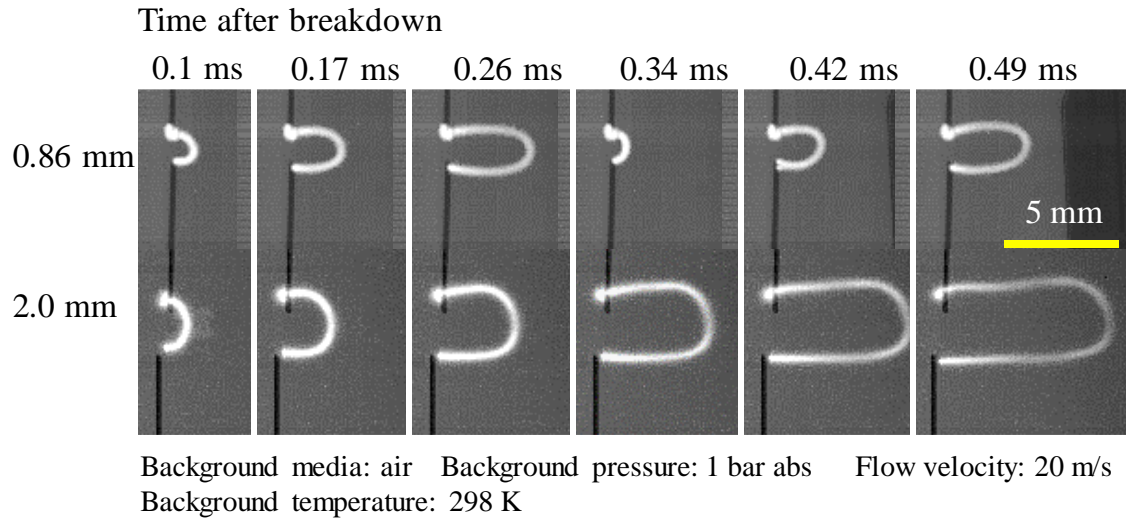 Time after breakdown
0.1 ms 0.17 ms 0.26 ms 0.34 ms 0.42 ms 0.49 ms
0.86 mm
5 mm
2.0 mm
Background media: air Background pressure: 1 bar abs Flow velocity: 20 m/s
Background temperature: 298 K